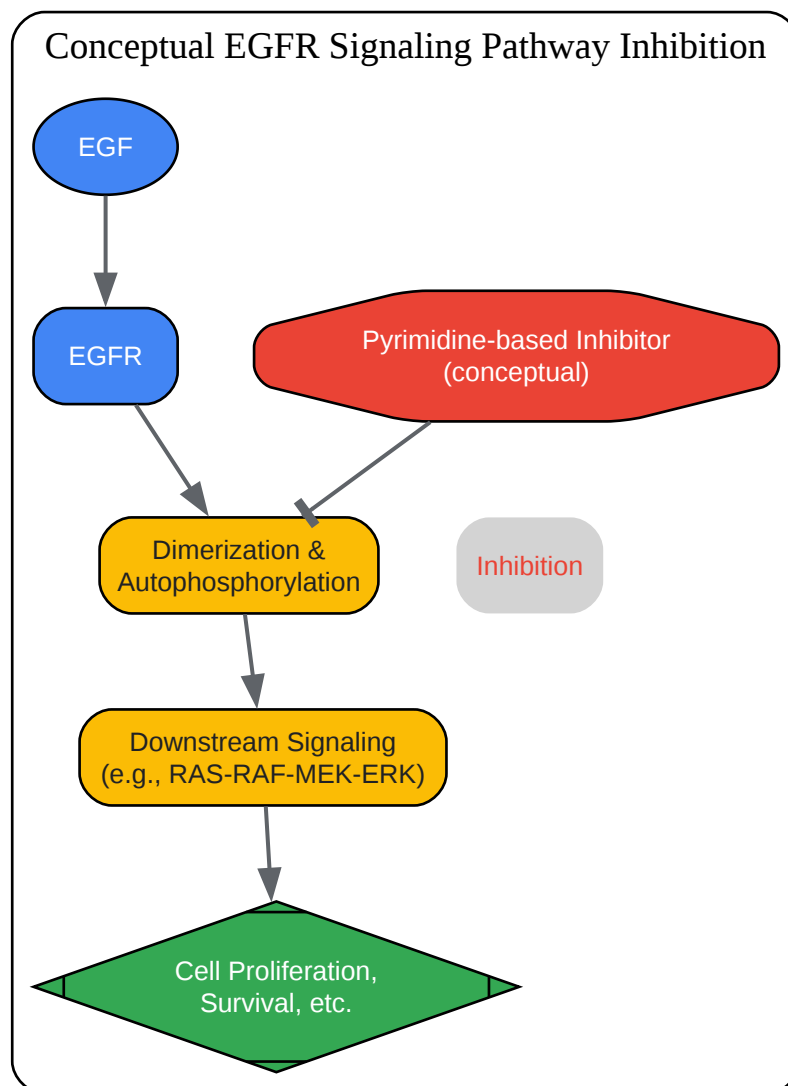 Conceptual EGFR Signaling Pathway Inhibition
EGF
EGFR
Pyrimidine-based Inhibitor
(conceptual)
Dimerization &
Autophosphorylation
Inhibition
Downstream Signaling
(e.g., RAS-RAF-MEK-ERK)
Cell Proliferation,
Survival, etc.